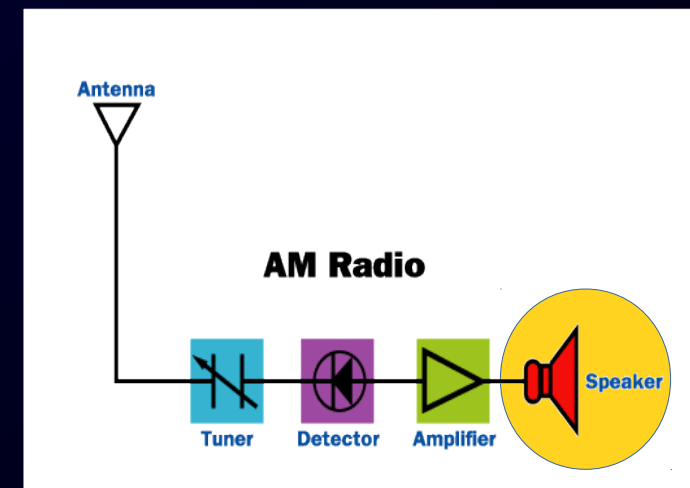 Antenna
AM Radio
Speaker
Tuner
Detector
Amplifier